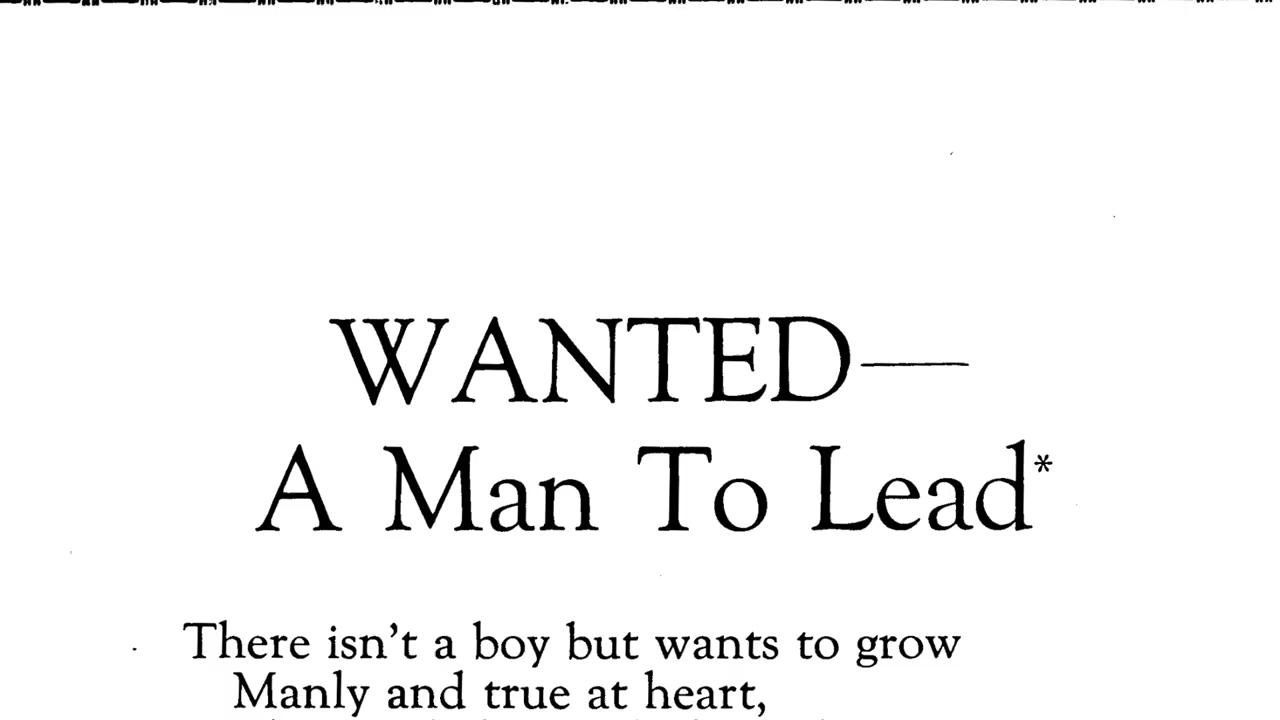 WANTED—
A Man To Lead*
There isn't a boy but wants to grow
Manly and true at heart,